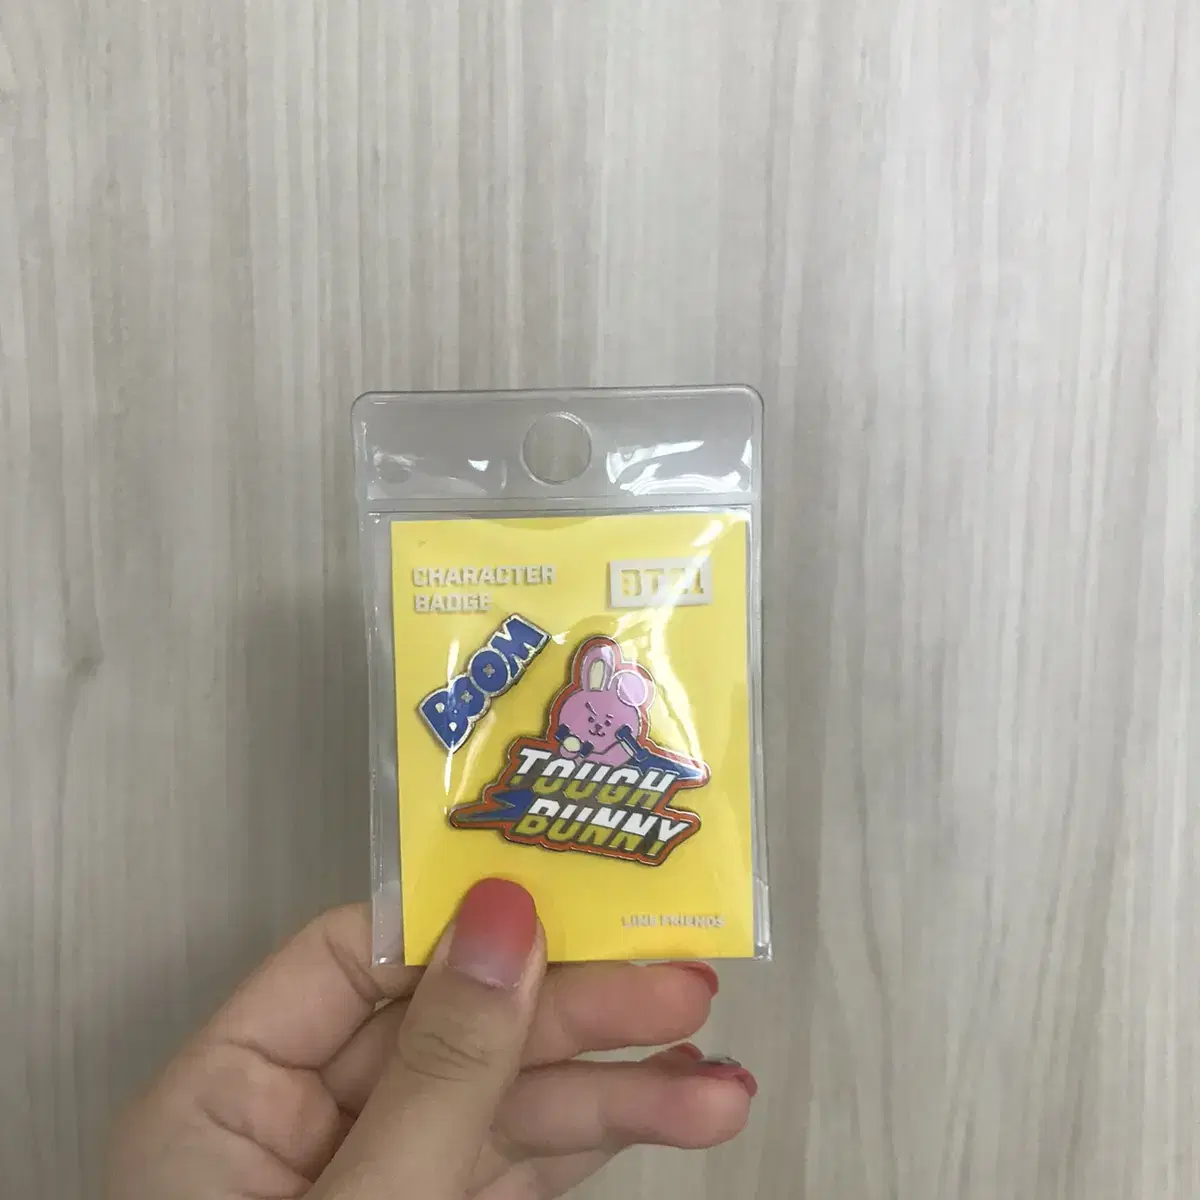 CHARACTER
BADGE
BT21
BOOM
TOUGH
BUNNY
LINE FRIENDS